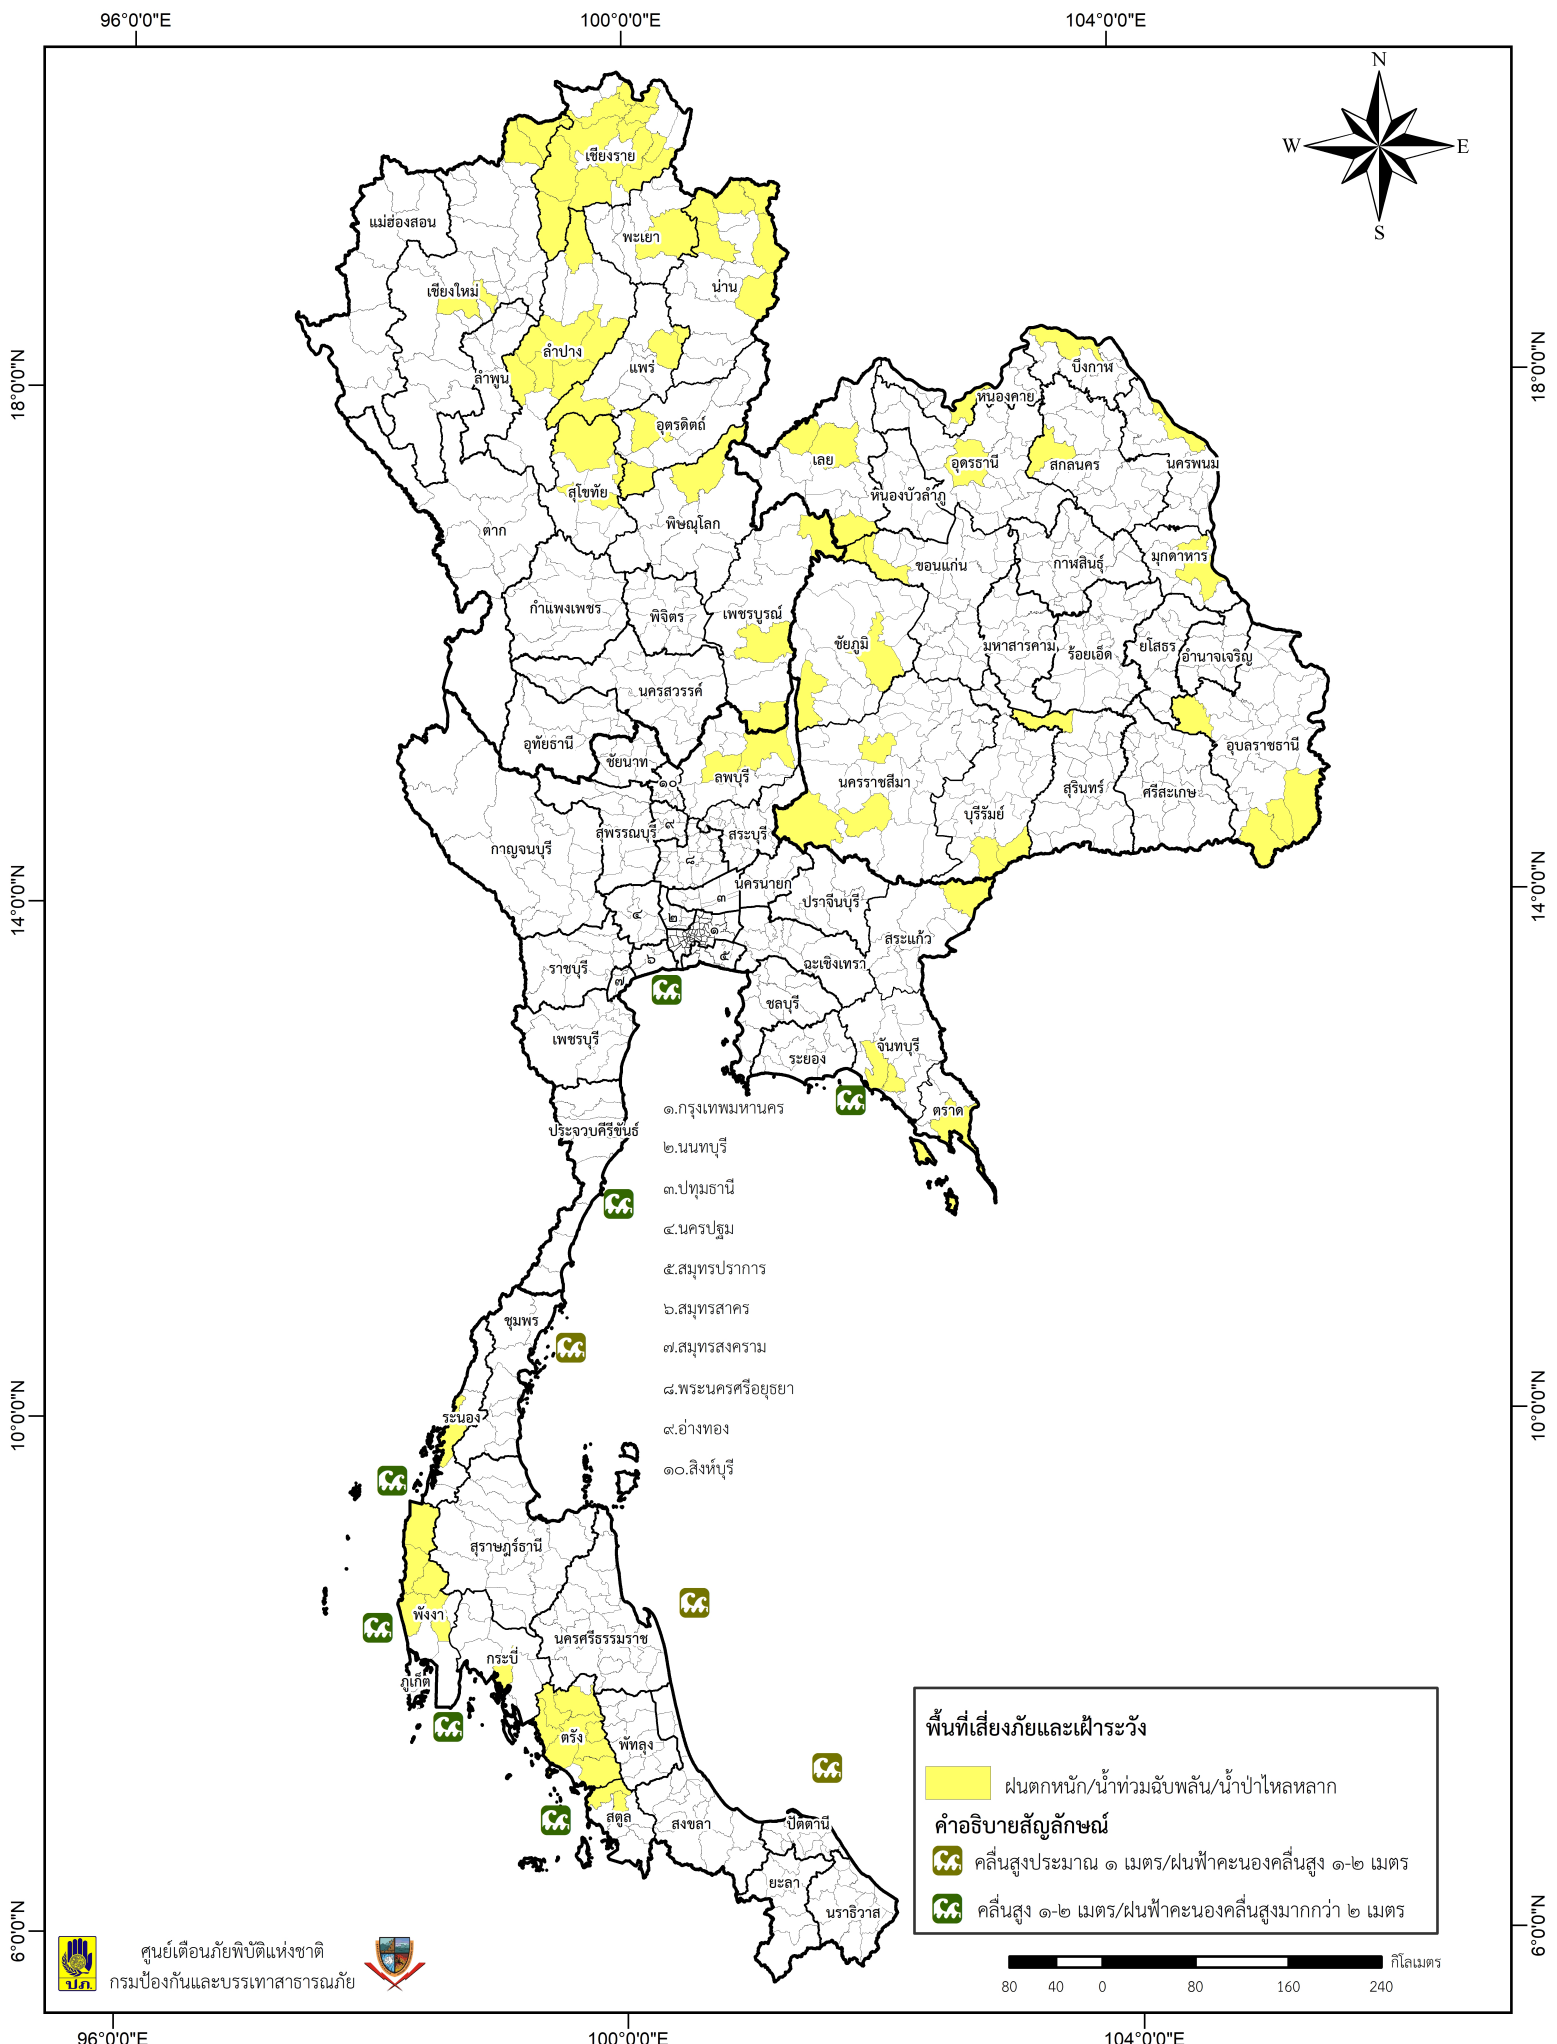 96°0'0"E 100°0'0"E 104°0'0"E
N
W E
S
เชียงราย
แม่ฮ่องสอน
พะเยา
น่าน
เชียงใหม่
ลำปาง
18°0'0"N
แพร่
ลำพูน
บึงกาฬ
18°0'0"N
หนองคาย
อุตรดิตถ์
เลย
อุดรธานี
สกลนคร
นครพนม
สุโขทัย
หนองบัวลำภู
พิษณุโลก
ตาก
มุกดาหาร
ขอนแก่น
กาฬสินธุ์
กำแพงเพชร
พิจิตร
เพชรบูรณ์
ชัยภูมิ
มหาสารคาม
ร้อยเอ็ด
ยโสธร
อำนาจเจริญ
นครสวรรค์
อุทัยธานี
อุบลราชธานี
ชัยนาท
๑๐
ลพบุรี
นครราชสีมา
สุรินทร์
ศรีสะเกษ
บุรีรัมย์
สุพรรณบุรี
๙
สระบุรี
กาญจนบุรี
๘
14°0'0"N
นครนายก
14°0'0"N
๓
ปราจีนบุรี
๔
๒
๑
สระแก้ว
๖
๕
ฉะเชิงเทรา
ราชบุรี
๗
ชลบุรี
เพชรบุรี
จันทบุรี
ระยอง
๑.กรุงเทพมหานคร
ตราด
ประจวบคีรีขันธ์
๒.นนทบุรี
๓.ปทุมธานี
๔.นครปฐม
๕.สมุทรปราการ
๖.สมุทรสาคร
ชุมพร
๗.สมุทรสงคราม
๘.พระนครศรีอยุธยา
10°0'0"N
ระนอง
10°0'0"N
๙.อ่างทอง
๑๐.สิงห์บุรี
สุราษฎร์ธานี
พังงา
นครศรีธรรมราช
กระบี่
ภูเก็ต
ตรัง
พัทลุง
สตูล
สงขลา
ปัตตานี
ยะลา
นราธิวาส
พื้นที่เสี่ยงภัยและเฝ้าระวัง
ฝนตกหนัก/น้ำท่วมฉับพลัน/น้ำป่าไหลหลาก
คำอธิบายสัญลักษณ์
คลื่นสูงประมาณ ๑ เมตร/ฝนฟ้าคะนองคลื่นสูง ๑-๒ เมตร
คลื่นสูง ๑-๒ เมตร/ฝนฟ้าคะนองคลื่นสูงมากกว่า ๒ เมตร
6°0'0"N
6°0'0"N
ศูนย์เตือนภัยพิบัติแห่งชาติ
กรมป้องกันและบรรเทาสาธารณภัย
ปภ.
กิโลเมตร
80 40 0 80 160 240
96°0'0"E 100°0'0"E 104°0'0"E